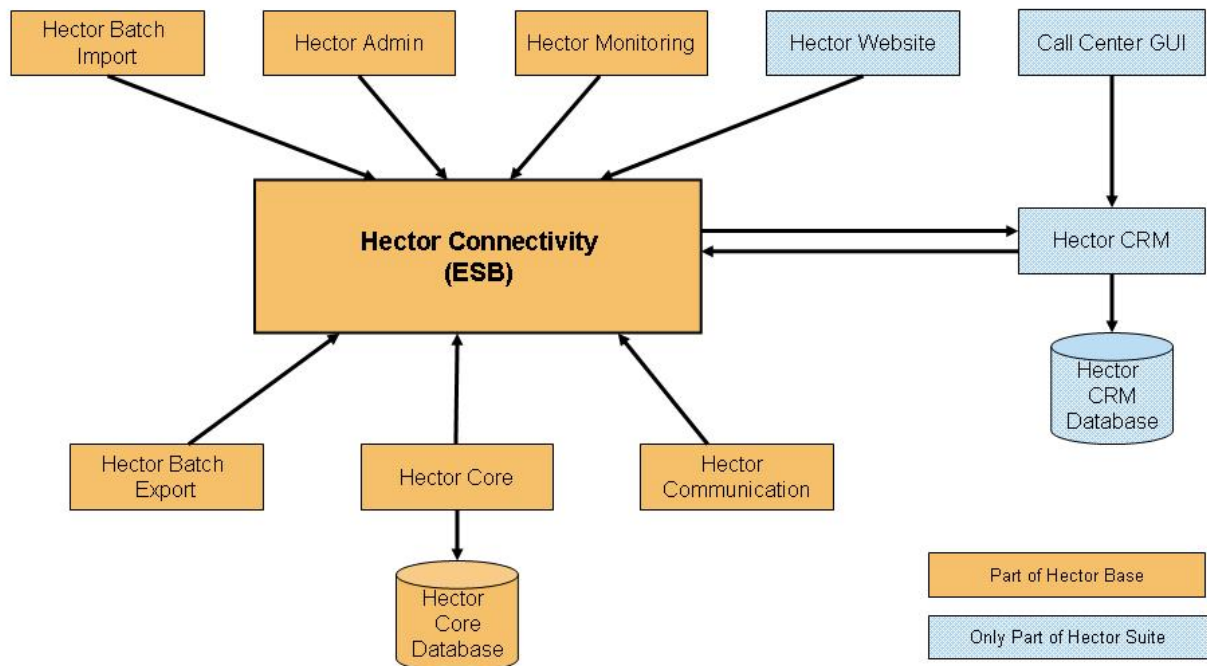 Hector Batch
Import
Hector Admin
Hector Monitoring
Hector Website
Call Center GUI
Hector Connectivity
(ESB)
Hector CRM
Hector
CRM
Database
Hector Batch
Export
Hector Core
Hector
Communication
Hector
Core
Database
Part of Hector Base
Only Part of Hector Suite